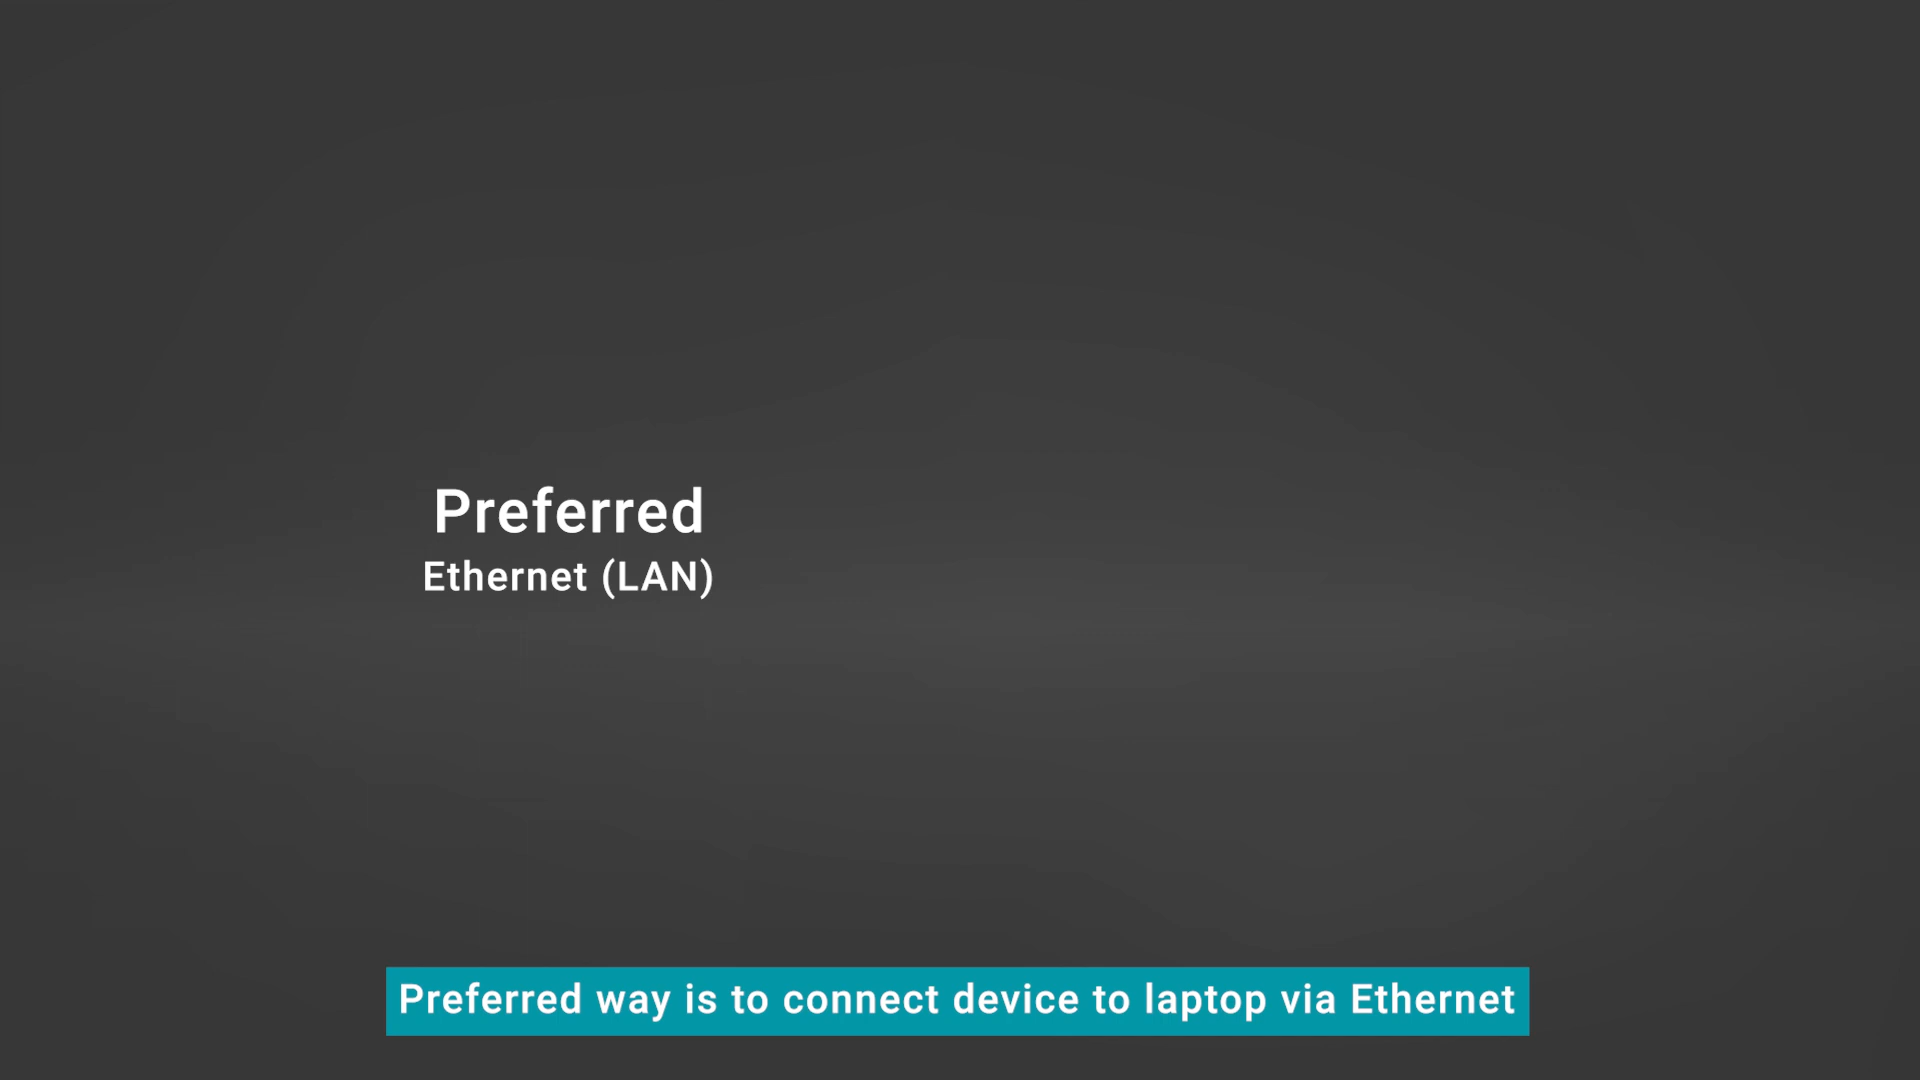 Preferred
Ethernet (LAN)
Preferred way is to connect device to laptop via Ethernet